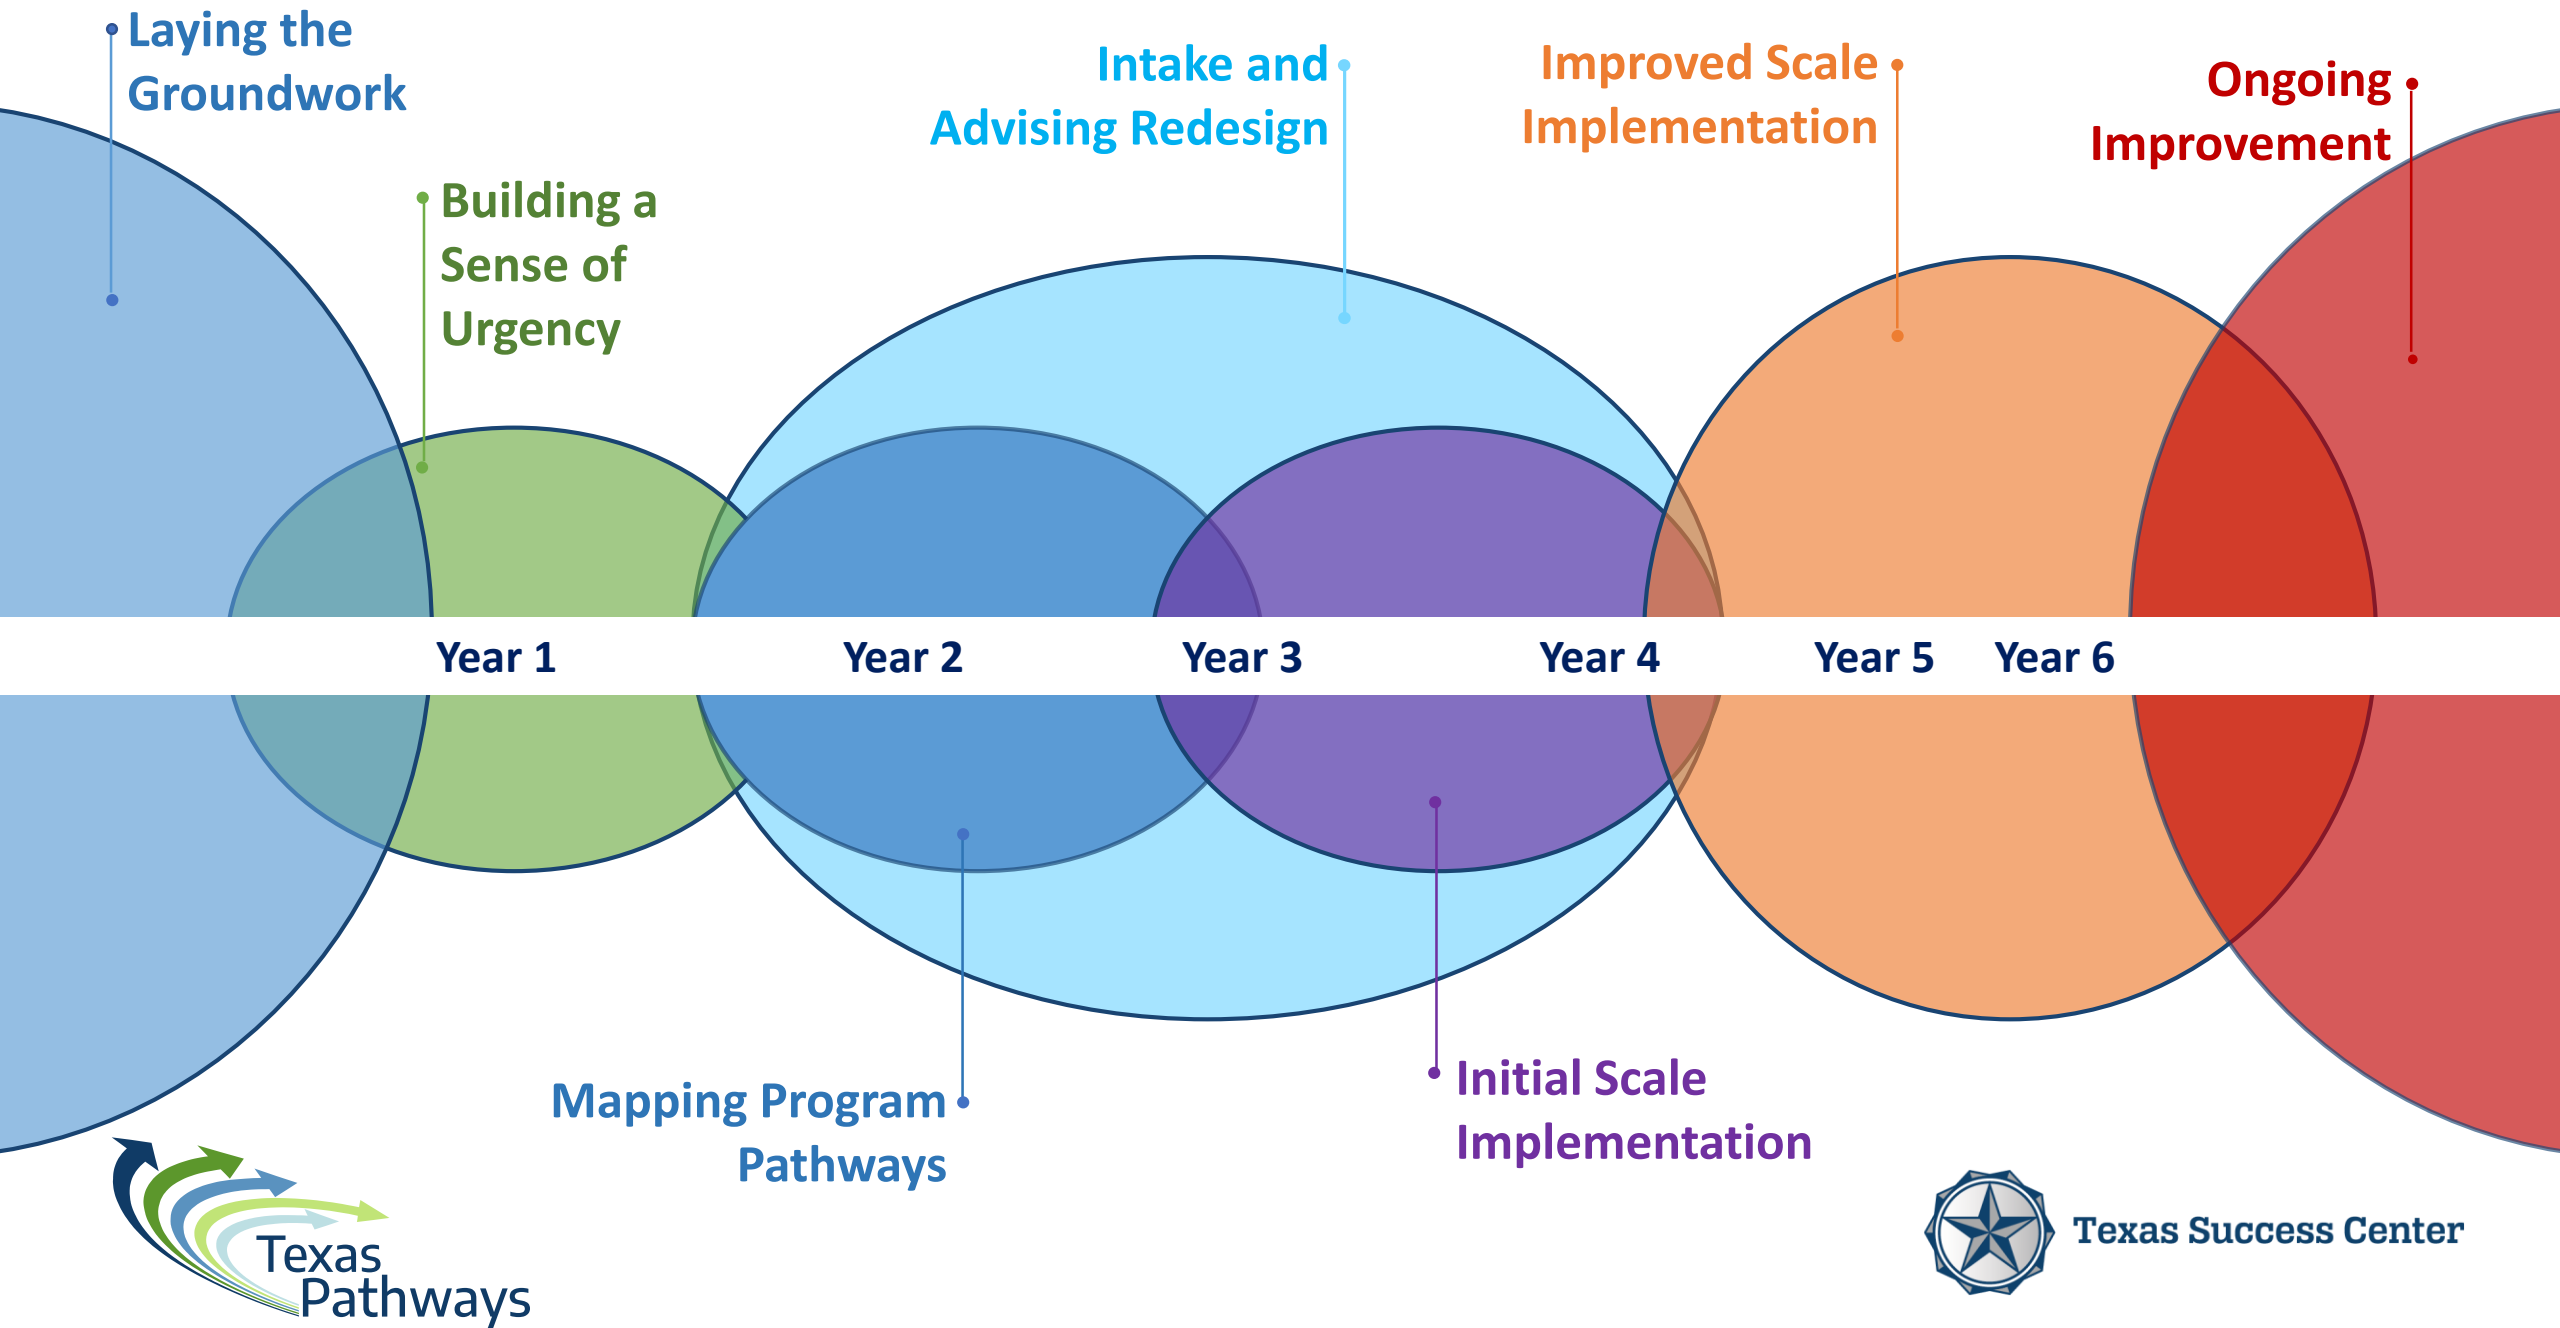 Laying the
Groundwork
Building a
Sense of
Urgency
Intake and
Advising Redesign
Improved Scale
Implementation
Ongoing
Improvement
Year 1
Year 2
Year 3
Year 4
Year 5
Year 6
Mapping Program
Pathways
Initial Scale
Implementation
Texas
Pathways
Texas Success Center